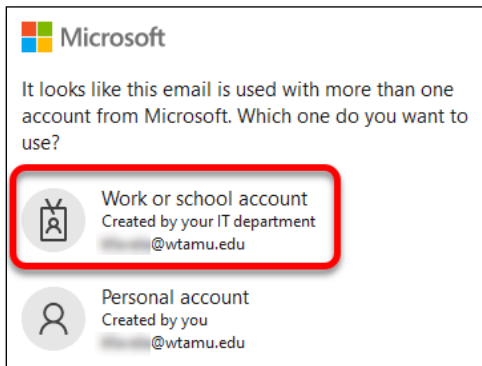 Microsoft
It looks like this email is used with more than one
account from Microsoft. Which one do you want to
use?
Work or school account
Created by your IT department
@wtamu.edu
Personal account
Created by you
@wtamu.edu